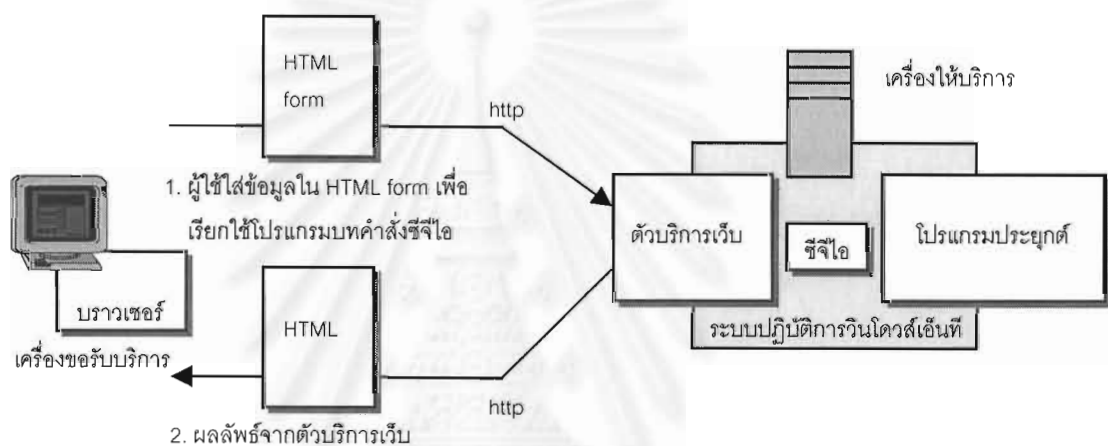 HTML
form
http
เครื่องให้บริการ
1. ผู้ใช้ใส่ข้อมูลใน HTML form เพื่อ
เรียกใช้โปรแกรมบทคำสั่งซีจีไอ
ตัวบริการเว็บ
ซีจีไอ
โปรแกรมประยุกต์
บราวเซอร์
HTML
ระบบปฏิบัติการวินโดวส์เอ็นที
เครื่องขอรับบริการ
http
2. ผลลัพธ์จากตัวบริการเว็บ